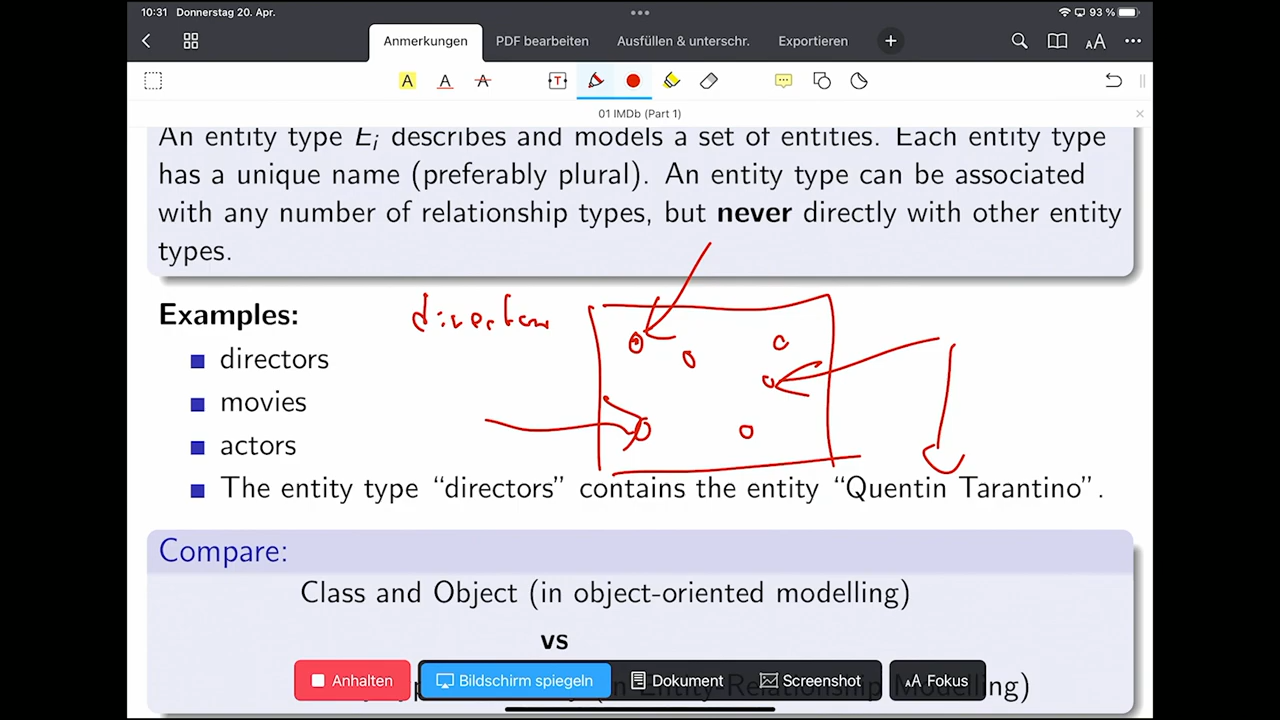 10:31 Donnerstag 20. Apr.
93 %
Anmerkungen PDF bearbeiten Ausfüllen & unterschr. Exportieren
A A A T AA
01 IMDb (Part 1)
An entity type Ei describes and models a set of entities. Each entity type
has a unique name (preferably plural). An entity type can be associated
with any number of relationship types, but never directly with other entity
types.
Examples:
directors
movies
actors
The entity type “directors” contains the entity “Quentin Tarantino”.
Compare:
Class and Object (in object-oriented modelling)
vs
Anhalten Bildschirm spiegeln Dokument Screenshot AA Fokus